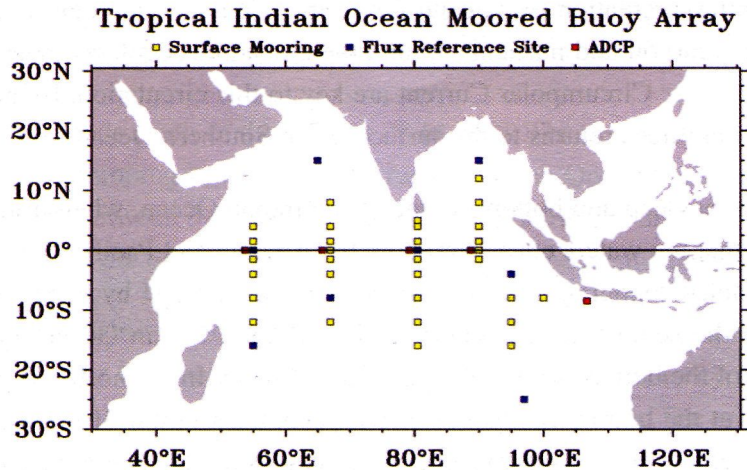 Tropical Indian Ocean Moored Buoy Array
Surface Mooring Flux Reference Site ADCP
30°N
20°N
10°N
0°
10°S
20°S
30°S
40°E 60°E 80°E 100°E 120°E